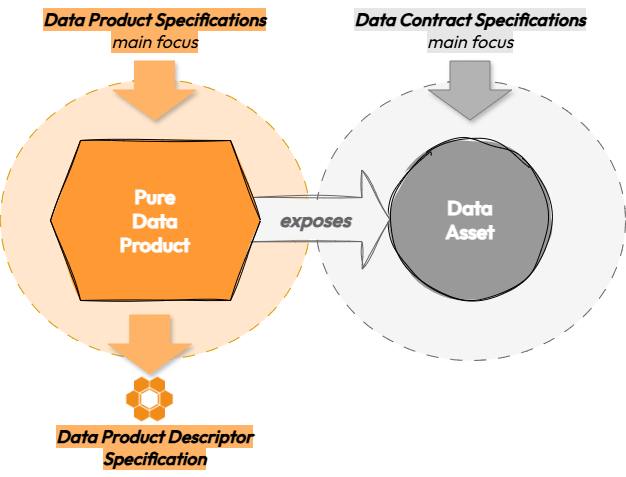 Data Product Specifications
main focus
Data Contract Specifications
main focus
Pure
Data
Product
exposes
Data
Asset
Data Product Descriptor
Specification